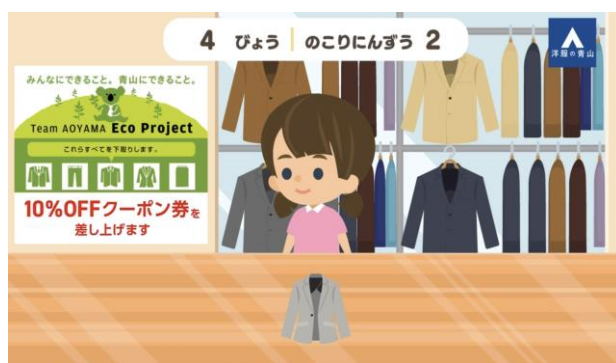 4 びょう のこりにんずう 2
洋服の青山
みんなにできること。青山にできること。
Team AOYAMA Eco Project
これらすべてを下取りします。
10%OFFクーポン券を
差し上げます